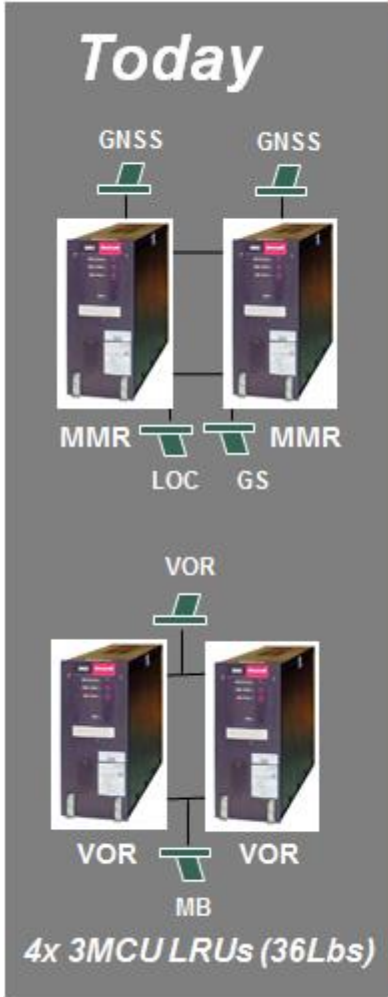 Today
GNSS GNSS
MMR MMR
LOC GS
VOR
VOR VOR
MB
4x 3MCU LRUs (36Lbs)